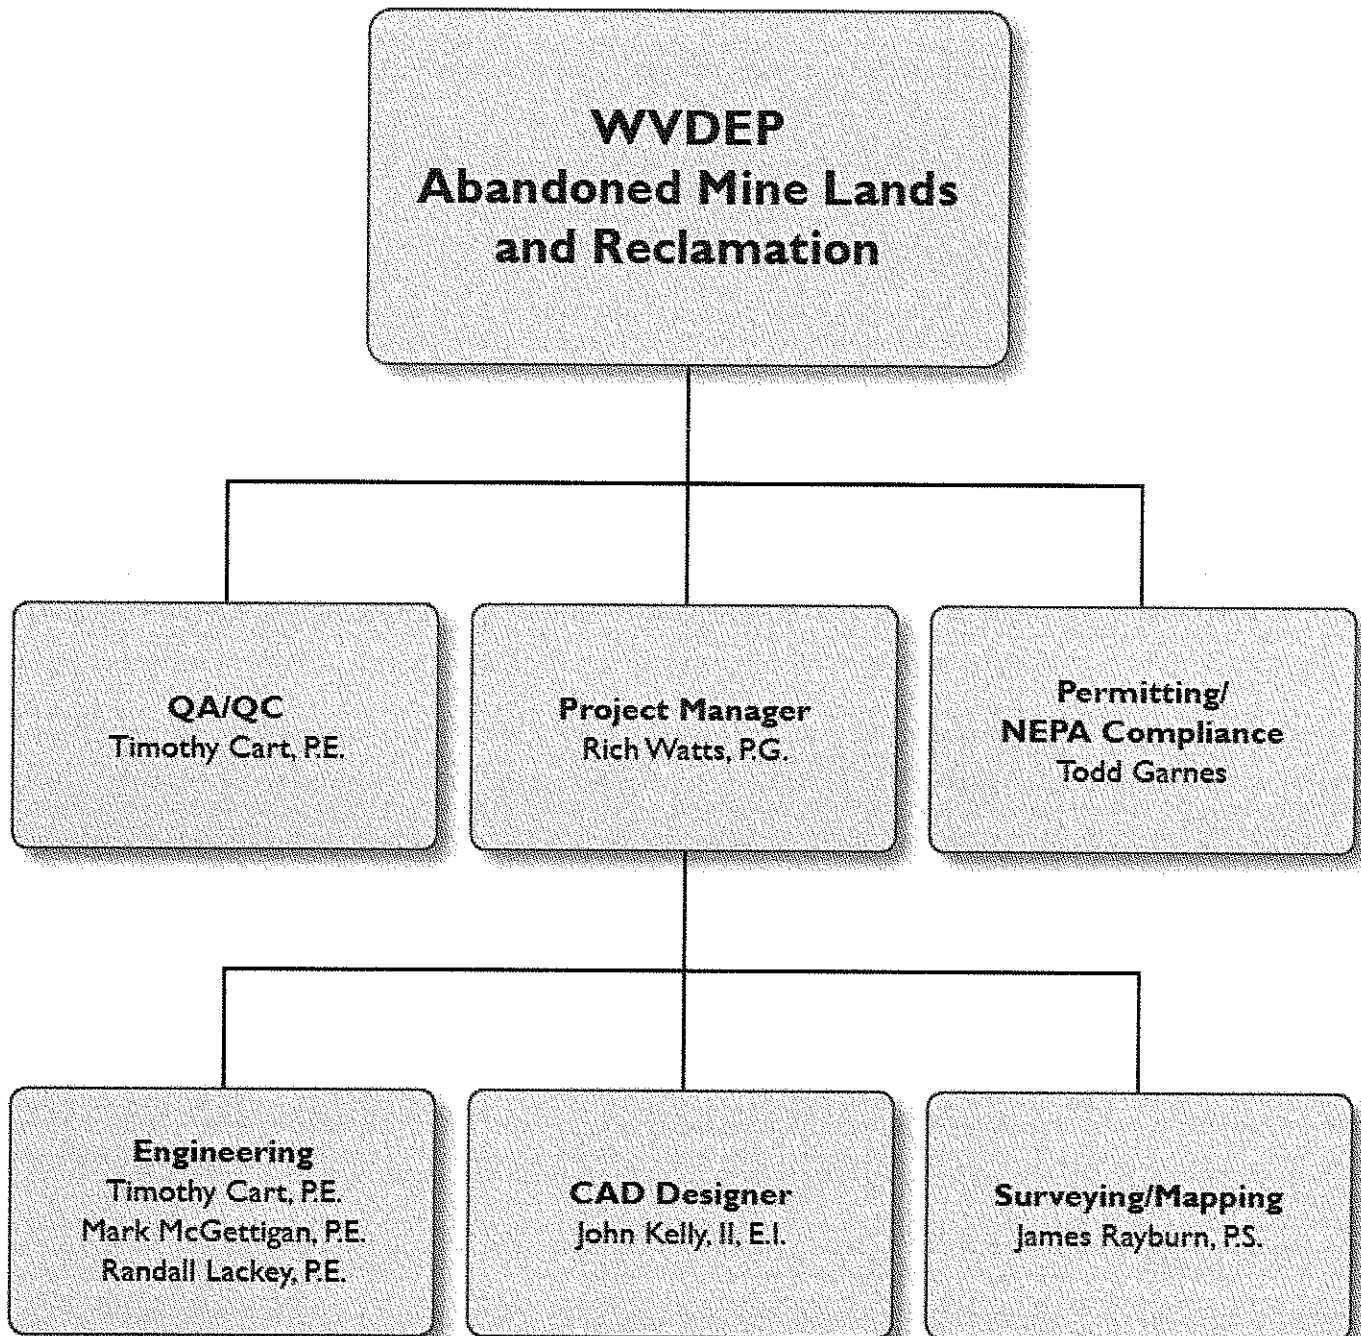 WVDEP
Abandoned Mine Lands
and Reclamation
QA/QC
Timothy Cart, P.E.
Project Manager
Rich Watts, P.G.
Permitting/
NEPA Compliance
Todd Garnes
Engineering
Timothy Cart, P.E.
Mark McGettigan, P.E.
Randall Lackey, P.E.
CAD Designer
John Kelly, II, E.I.
Surveying/Mapping
James Rayburn, P.S.